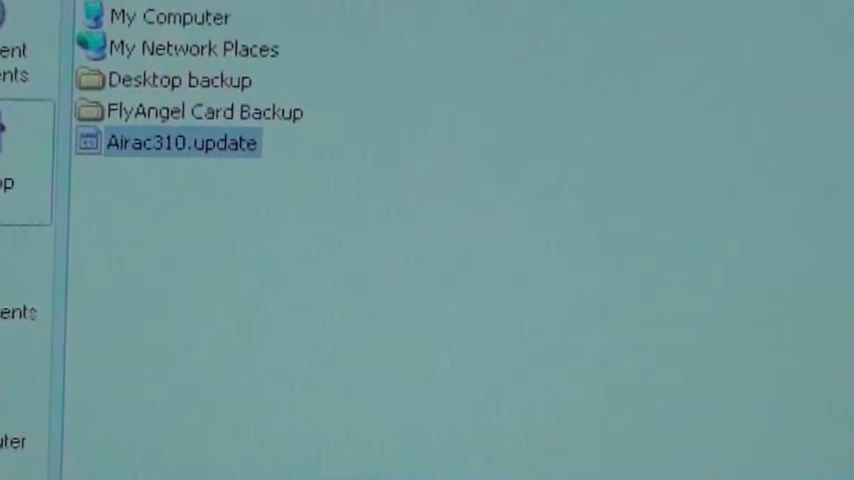 My Computer
My Network Places
Desktop backup
FlyAngel Card Backup
Airac310.update